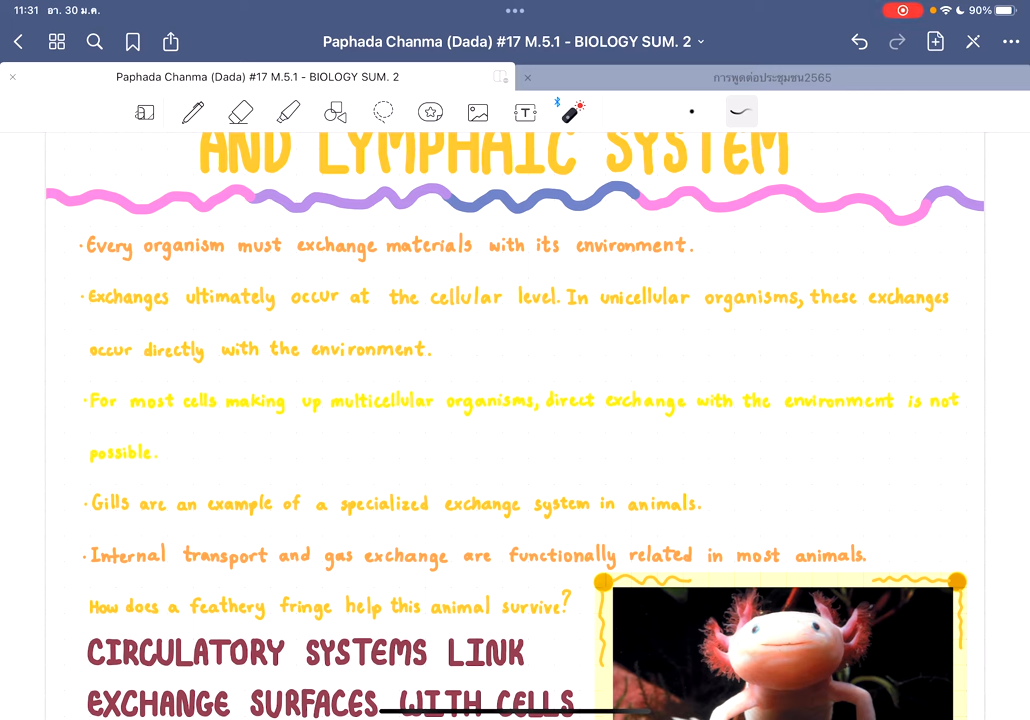 11:31 อา. 30 ม.ค.
90%
Paphada Chanma (Dada) #17 M.5.1 - BIOLOGY SUM. 2
Paphada Chanma (Dada) #17 M.5.1 - BIOLOGY SUM. 2
การพูดต่อประชุมชน2565
AND LYMPHAIC SYSTEM
·Every organism must exchange materials with its environment.
·Exchanges ultimately occur at the cellular level. In unicellular organisms, these exchanges
occur directly with the environment.
·For most cells making up multicellular organisms, direct exchange with the environment is not
possible.
·Gills are an example of a specialized exchange system in animals.
·Internal transport and gas exchange are functionally related in most animals.
How does a feathery fringe help this animal survive?
CIRCULATORY SYSTEMS LINK
EXCHANGE SURFACES WITH CELLS